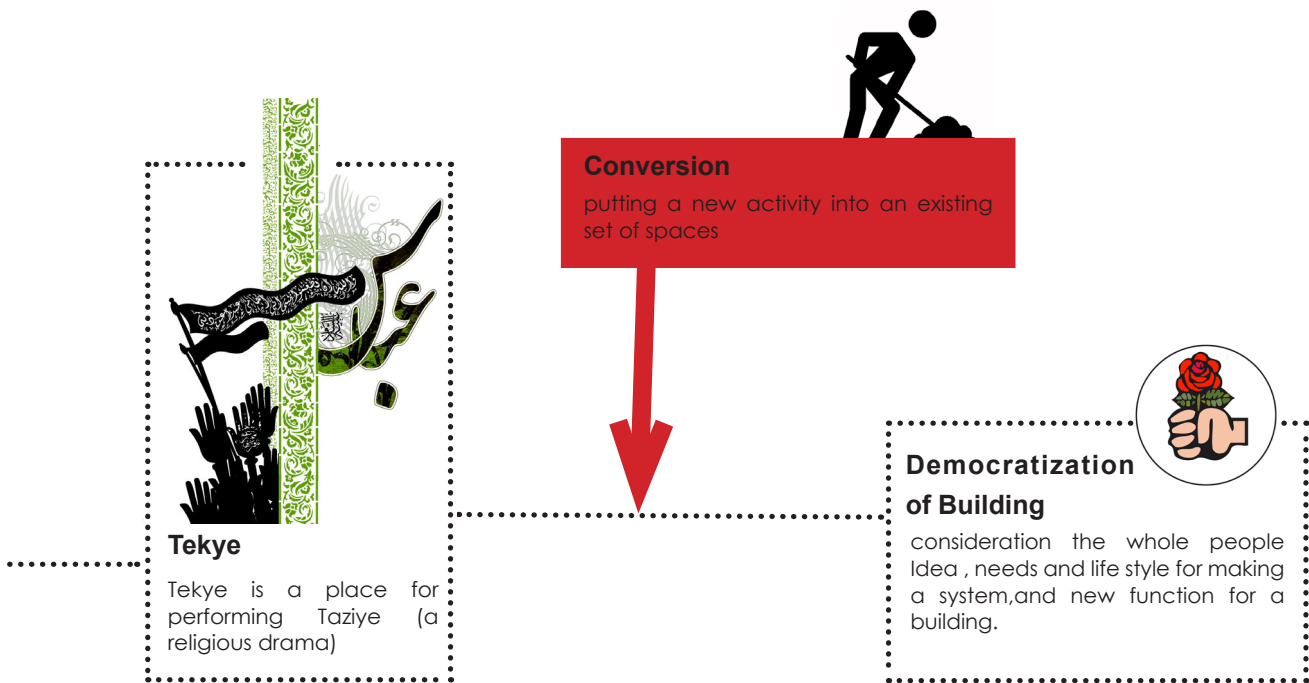 Conversion
putting a new activity into an existing
set of spaces
Tekye
Tekye is a place for
performing Taziye (a
religious drama)
Democratization
of Building
consideration the whole people
Idea , needs and life style for making
a system,and new function for a
building.